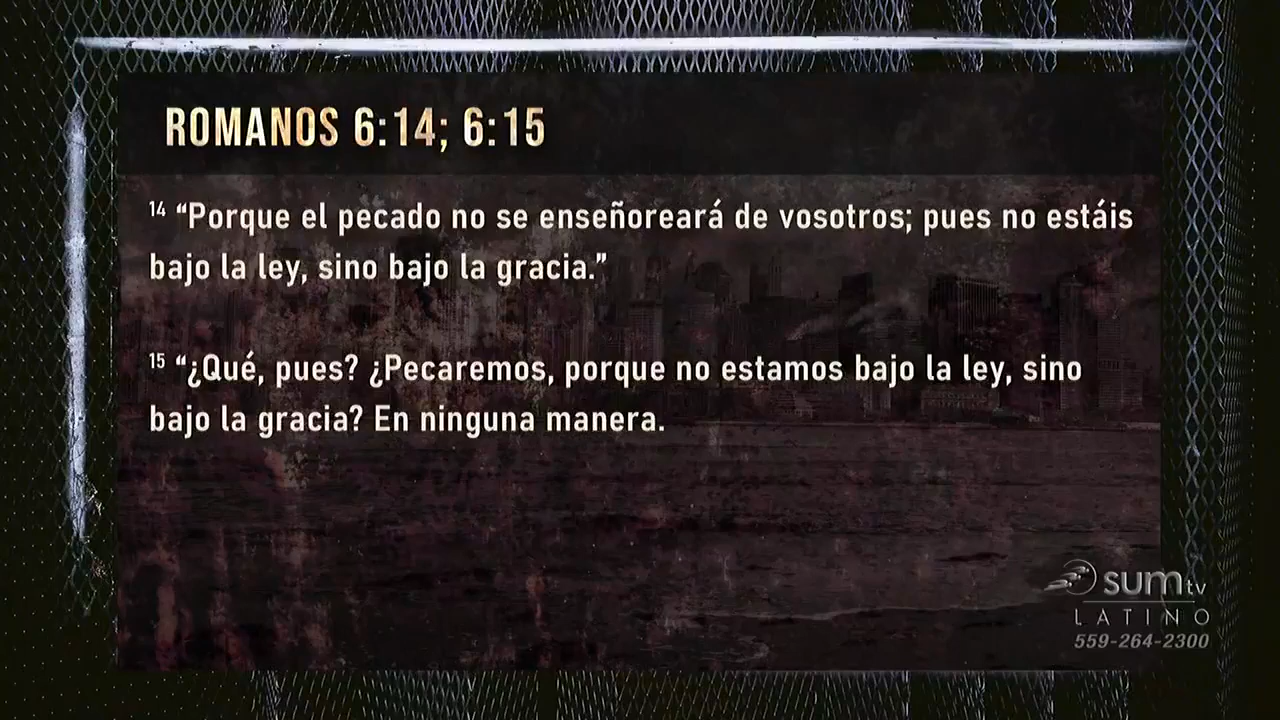 ROMANOS 6:14; 6:15
14 “Porque el pecado no se enseñoreará de vosotros; pues no estáis
bajo la ley, sino bajo la gracia.”
15 “¿Qué, pues? ¿Pecaremos, porque no estamos bajo la ley, sino
bajo la gracia? En ninguna manera.
sumtv
LATINO
559-264-2300